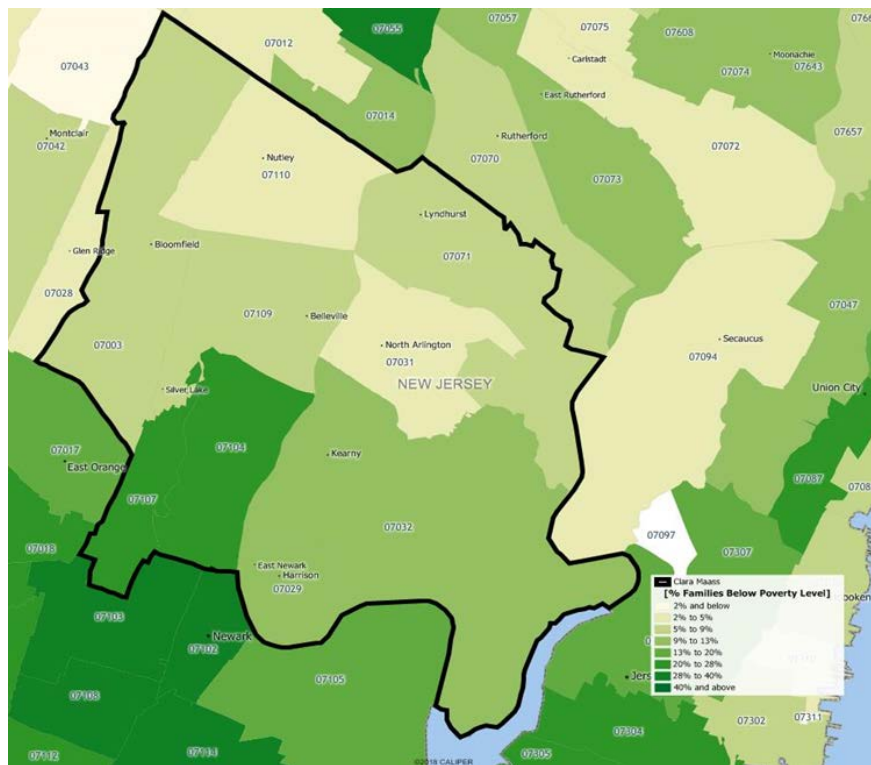 07055
07057
07075
07608
0766
07012
07043
Carlstadt
Moonachie
07074
07643
East Rutherford
07014
Montclair
07042
Rutherford
07070
07072
07657
Nutley
07110
07073
Lyndhurst
07071
Glen Ridge
Bloomfield
07028
07109
Belleville
07003
North Arlington
07031
NEW JERSEY
Secaucus
07094
07047
Union City
Silver Lake
07104
07017
East Orange
Kearny
07087
0708
07107
07032
07097
07018
07307
East Newark
Harrison
07029
Clara Maass
[% Families Below Poverty Level]
2% and below
2% to 5%
5% to 9%
9% to 13%
13% to 20%
20% to 28%
28% to 40%
40% and above
oboken
07103
Newark
07102
07105
Jers
07108
07302
07311
07304
07112
07114
07305
©2018 CALIPER